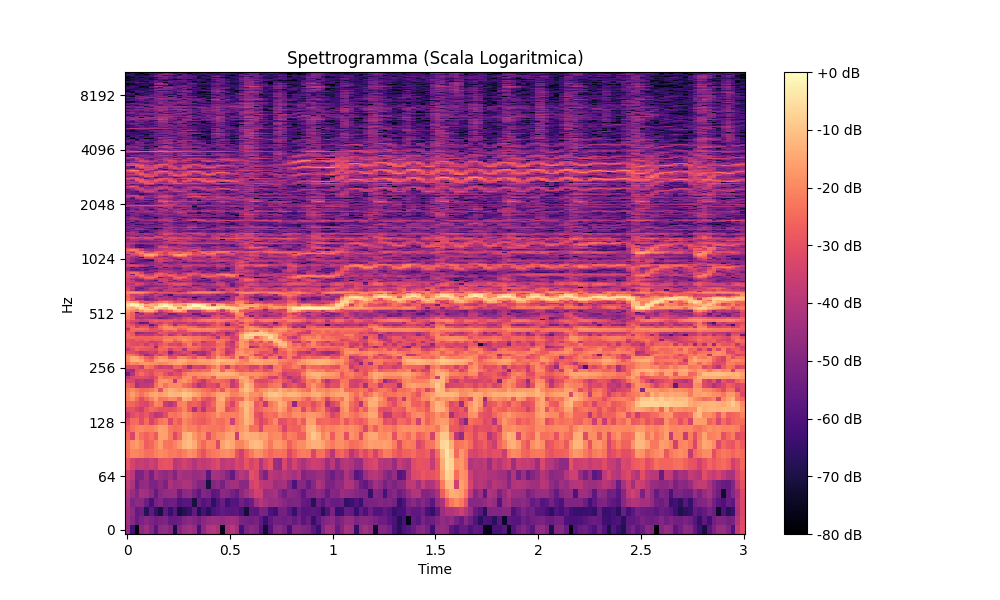 Spettrogramma (Scala Logaritmica)
8192
4096
2048
1024
512
256
128
64
0
Hz
0
0.5
1
1.5
2
2.5
3
Time
+0 dB
-10 dB
-20 dB
-30 dB
-40 dB
-50 dB
-60 dB
-70 dB
-80 dB